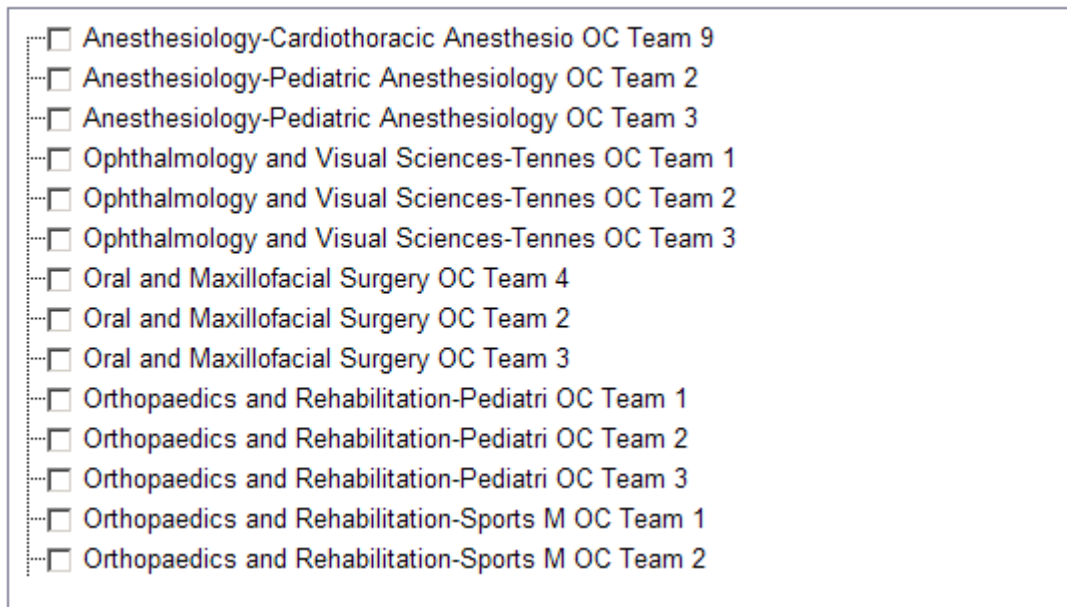 Anesthesiology-Cardiothoracic Anesthesio OC Team 9
Anesthesiology-Pediatric Anesthesiology OC Team 2
Anesthesiology-Pediatric Anesthesiology OC Team 3
Ophthalmology and Visual Sciences-Tennes OC Team 1
Ophthalmology and Visual Sciences-Tennes OC Team 2
Ophthalmology and Visual Sciences-Tennes OC Team 3
Oral and Maxillofacial Surgery OC Team 4
Oral and Maxillofacial Surgery OC Team 2
Oral and Maxillofacial Surgery OC Team 3
Orthopaedics and Rehabilitation-Pediatri OC Team 1
Orthopaedics and Rehabilitation-Pediatri OC Team 2
Orthopaedics and Rehabilitation-Pediatri OC Team 3
Orthopaedics and Rehabilitation-Sports M OC Team 1
Orthopaedics and Rehabilitation-Sports M OC Team 2